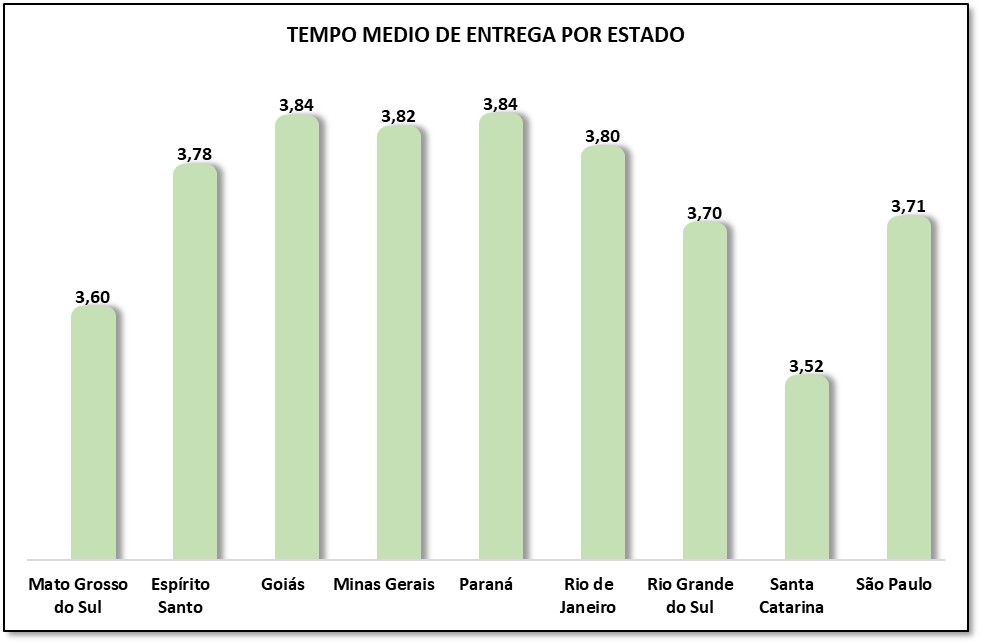 TEMPO MEDIO DE ENTREGA POR ESTADO
3,60
3,78
3,84
3,82
3,84
3,80
3,70
3,52
3,71
Mato Grosso
do Sul
Espírito
Santo
Goiás
Minas Gerais
Paraná
Rio de
Janeiro
Rio Grande
do Sul
Santa
Catarina
São Paulo